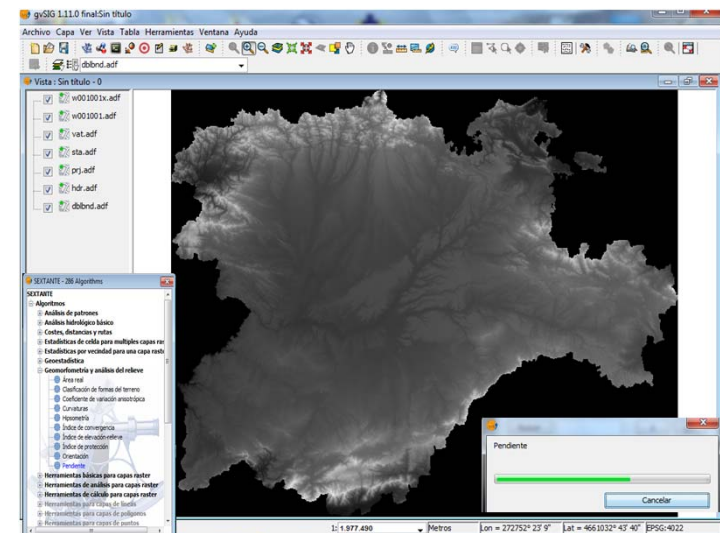 gvSIG 1.11.0 final:Sin título
Archivo Capa Ver Vista Tabla Herramientas Ventana Ayuda
dblbnd.adf
Vista : Sin título - 0
w001001x.adf
w001001.adf
vat.adf
sta.adf
prj.adf
hdr.adf
dblbnd.adf
SEXTANTE - 286 Algorithms
SEXTANTE
Algoritmos
Análisis de patrones
Análisis hidrológico básico
Costes, distancias y rutas
Estadísticas de celda para multiples capas ras
Estadísticas por vecindad para una capa raste
Geoestadística
Geomorfometría y análisis del relieve
Área real
Clasificación de formas del terreno
Coeficiente de variación anisotrópica
Curvaturas
Hipsometría
Índice de convergencia
Índice de elevación-relieve
Índice de protección
Orientación
Pendiente
Herramientas básicas para capas raster
Herramientas de análisis para capas raster
Herramientas de cálculo para capas raster
Herramientas para capas de líneas
Herramientas para capas de polígonos
Herramientas para capas de puntos
Pendiente
Cancelar
1: 1.977.490
Metros
Lon = 272752° 23' 9"
Lat = 4661032° 43' 40"
EPSG:4022